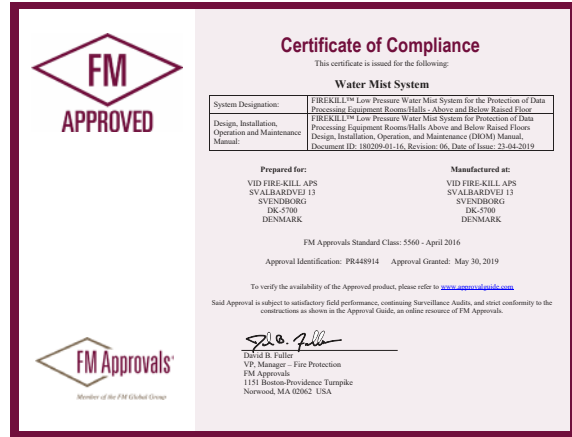 FM
APPROVED
Certificate of Compliance
This certificate is issued for the following:
Water Mist System
System Designation:
FIREKILL™ Low Pressure Water Mist System for the Protection of Data
Processing Equipment Rooms/Halls - Above and Below Raised Floor
Design, Installation,
Operation and Maintenance
Manual:
FIREKILL™ Low Pressure Water Mist System for Protection of Data
Processing Equipment Rooms/Halls Above and Below Raised Floors
Design, Installation, Operation, and Maintenance (DIOM) Manual,
Document ID: 180209-01-16, Revision: 06, Date of Issue: 23-04-2019
Prepared for:
VID FIRE-KILL APS
SVALBARDVEJ 13
SVENDBORG
DK-5700
DENMARK
Manufactured at:
VID FIRE-KILL APS
SVALBARDVEJ 13
SVENDBORG
DK-5700
DENMARK
FM Approvals Standard Class: 5560 - April 2016
Approval Identification: PR448914 Approval Granted: May 30, 2019
To verify the availability of the Approved product, please refer to www.approvalguide.com
Said Approval is subject to satisfactory field performance, continuing Surveillance Audits, and strict conformity to the
constructions as shown in the Approval Guide, an online resource of FM Approvals.
David B. Fuller
VP, Manager – Fire Protection
FM Approvals
1151 Boston-Providence Turnpike
Norwood, MA 02062 USA
FM Approvals
Member of the FM Global Group